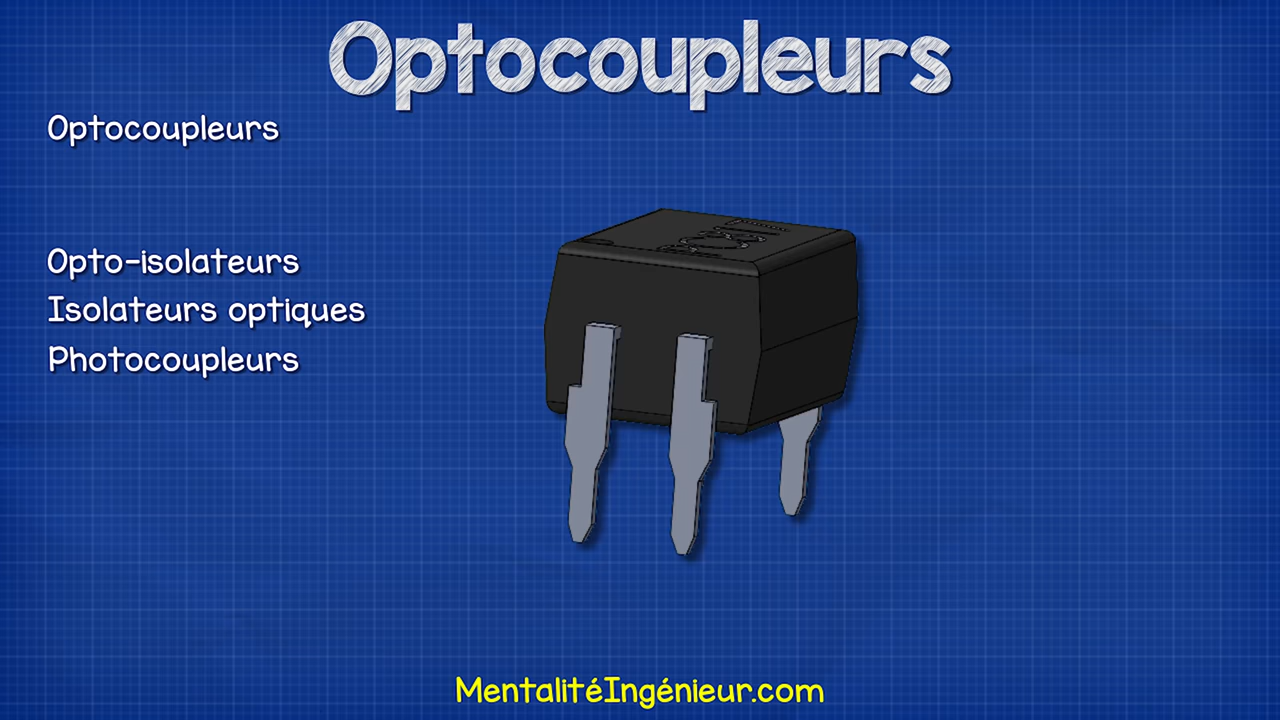 Optocoupleurs
Optocoupleurs
Opto-isolateurs
Isolateurs optiques
Photocoupleurs
MentalitéIngénieur.com